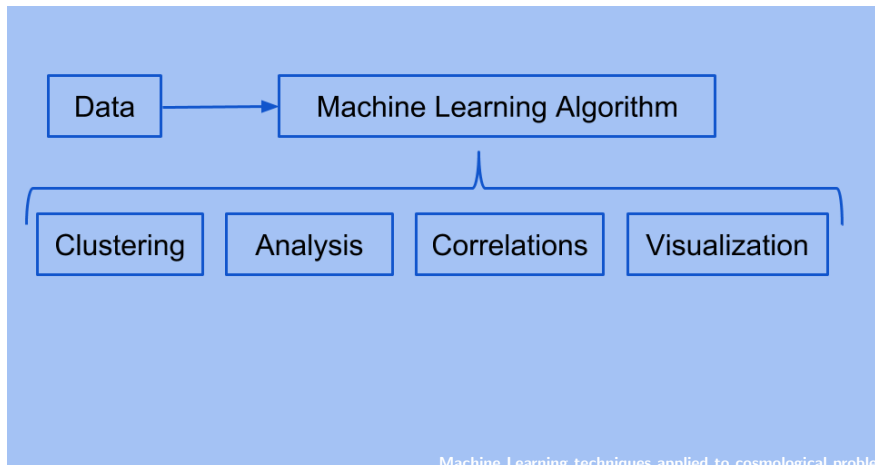 Data
Machine Learning Algorithm
Clustering
Analysis
Correlations
Visualization
Machine Learning techniques applied to cosmological